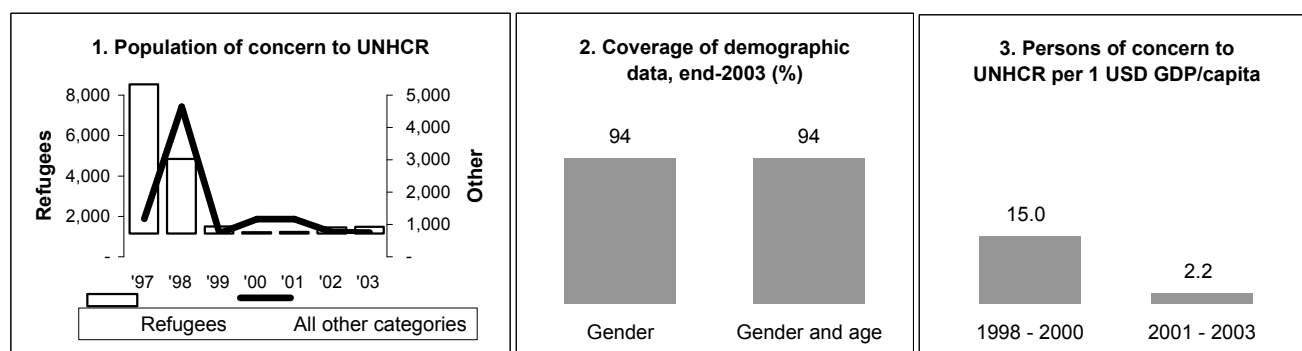 1. Population of concern to UNHCR
8,000
6,000
4,000
2,000
-
Refugees
5,000
4,000
3,000
2,000
1,000
-
Other
'97 '98 '99 '00 '01 '02 '03
Refugees All other categories
2. Coverage of demographic
data, end-2003 (%)
94 94
Gender Gender and age
3. Persons of concern to
UNHCR per 1 USD GDP/capita
15.0
2.2
1998 - 2000 2001 - 2003